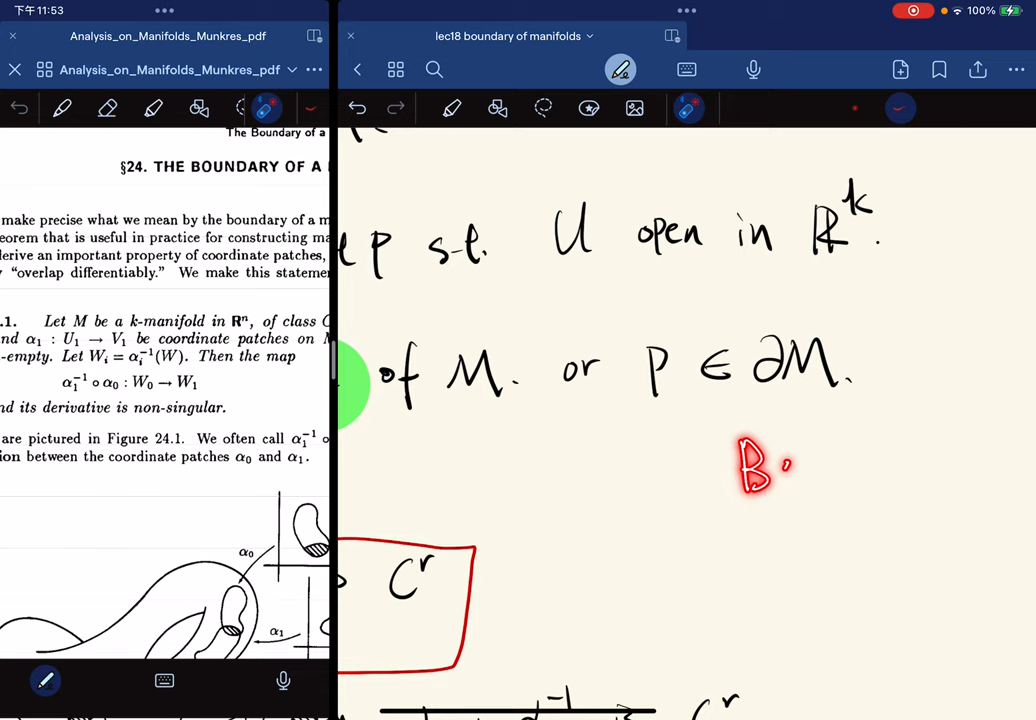 下午11:53
100%
Analysis_on_Manifolds_Munkres_pdf
Analysis_on_Manifolds_Munkres_pdf
The Boundary of a
§24. THE BOUNDARY OF A
make precise what we mean by the boundary of a m
eorem that is useful in practice for constructing ma
derive an important property of coordinate patches,
y “overlap differentiably.” We make this stateme
.1. Let M be a k-manifold in Rⁿ, of class C
nd α₁ : U₁ → V₁ be coordinate patches on M
-empty. Let Wᵢ = αᵢ⁻¹(W). Then the map
α₁⁻¹ ∘ α₀ : W₀ → W₁
nd its derivative is non-singular.
are pictured in Figure 24.1. We often call α₁⁻¹ ∘
ion between the coordinate patches α₀ and α₁.
α₀
α₁
lec18 boundary of manifolds
p s.t. U open in ℝᵏ.
of M. or p ∈ ∂M.
B
Cʳ
⁻¹ is Cʳ